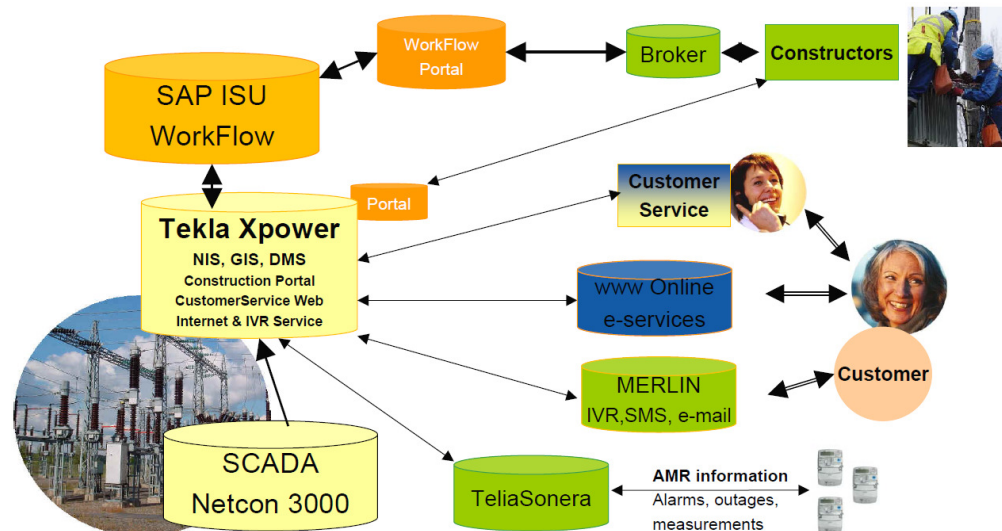 WorkFlow
Portal
Broker
Constructors
SAP ISU
WorkFlow
Portal
Customer
Service
Tekla Xpower
NIS, GIS, DMS
Construction Portal
CustomerService Web
Internet & IVR Service
www Online
e-services
MERLIN
IVR,SMS, e-mail
Customer
SCADA
Netcon 3000
TeliaSonera
AMR information
Alarms, outages,
measurements